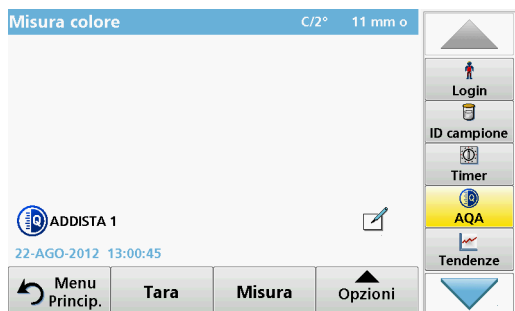 Misura colore C/2° 11 mm o
Login
ID campione
Timer
AQA
Tendenze
ADDISTA 1
22-AGO-2012 13:00:45
Menu Princip.
Tara
Misura
Opzioni